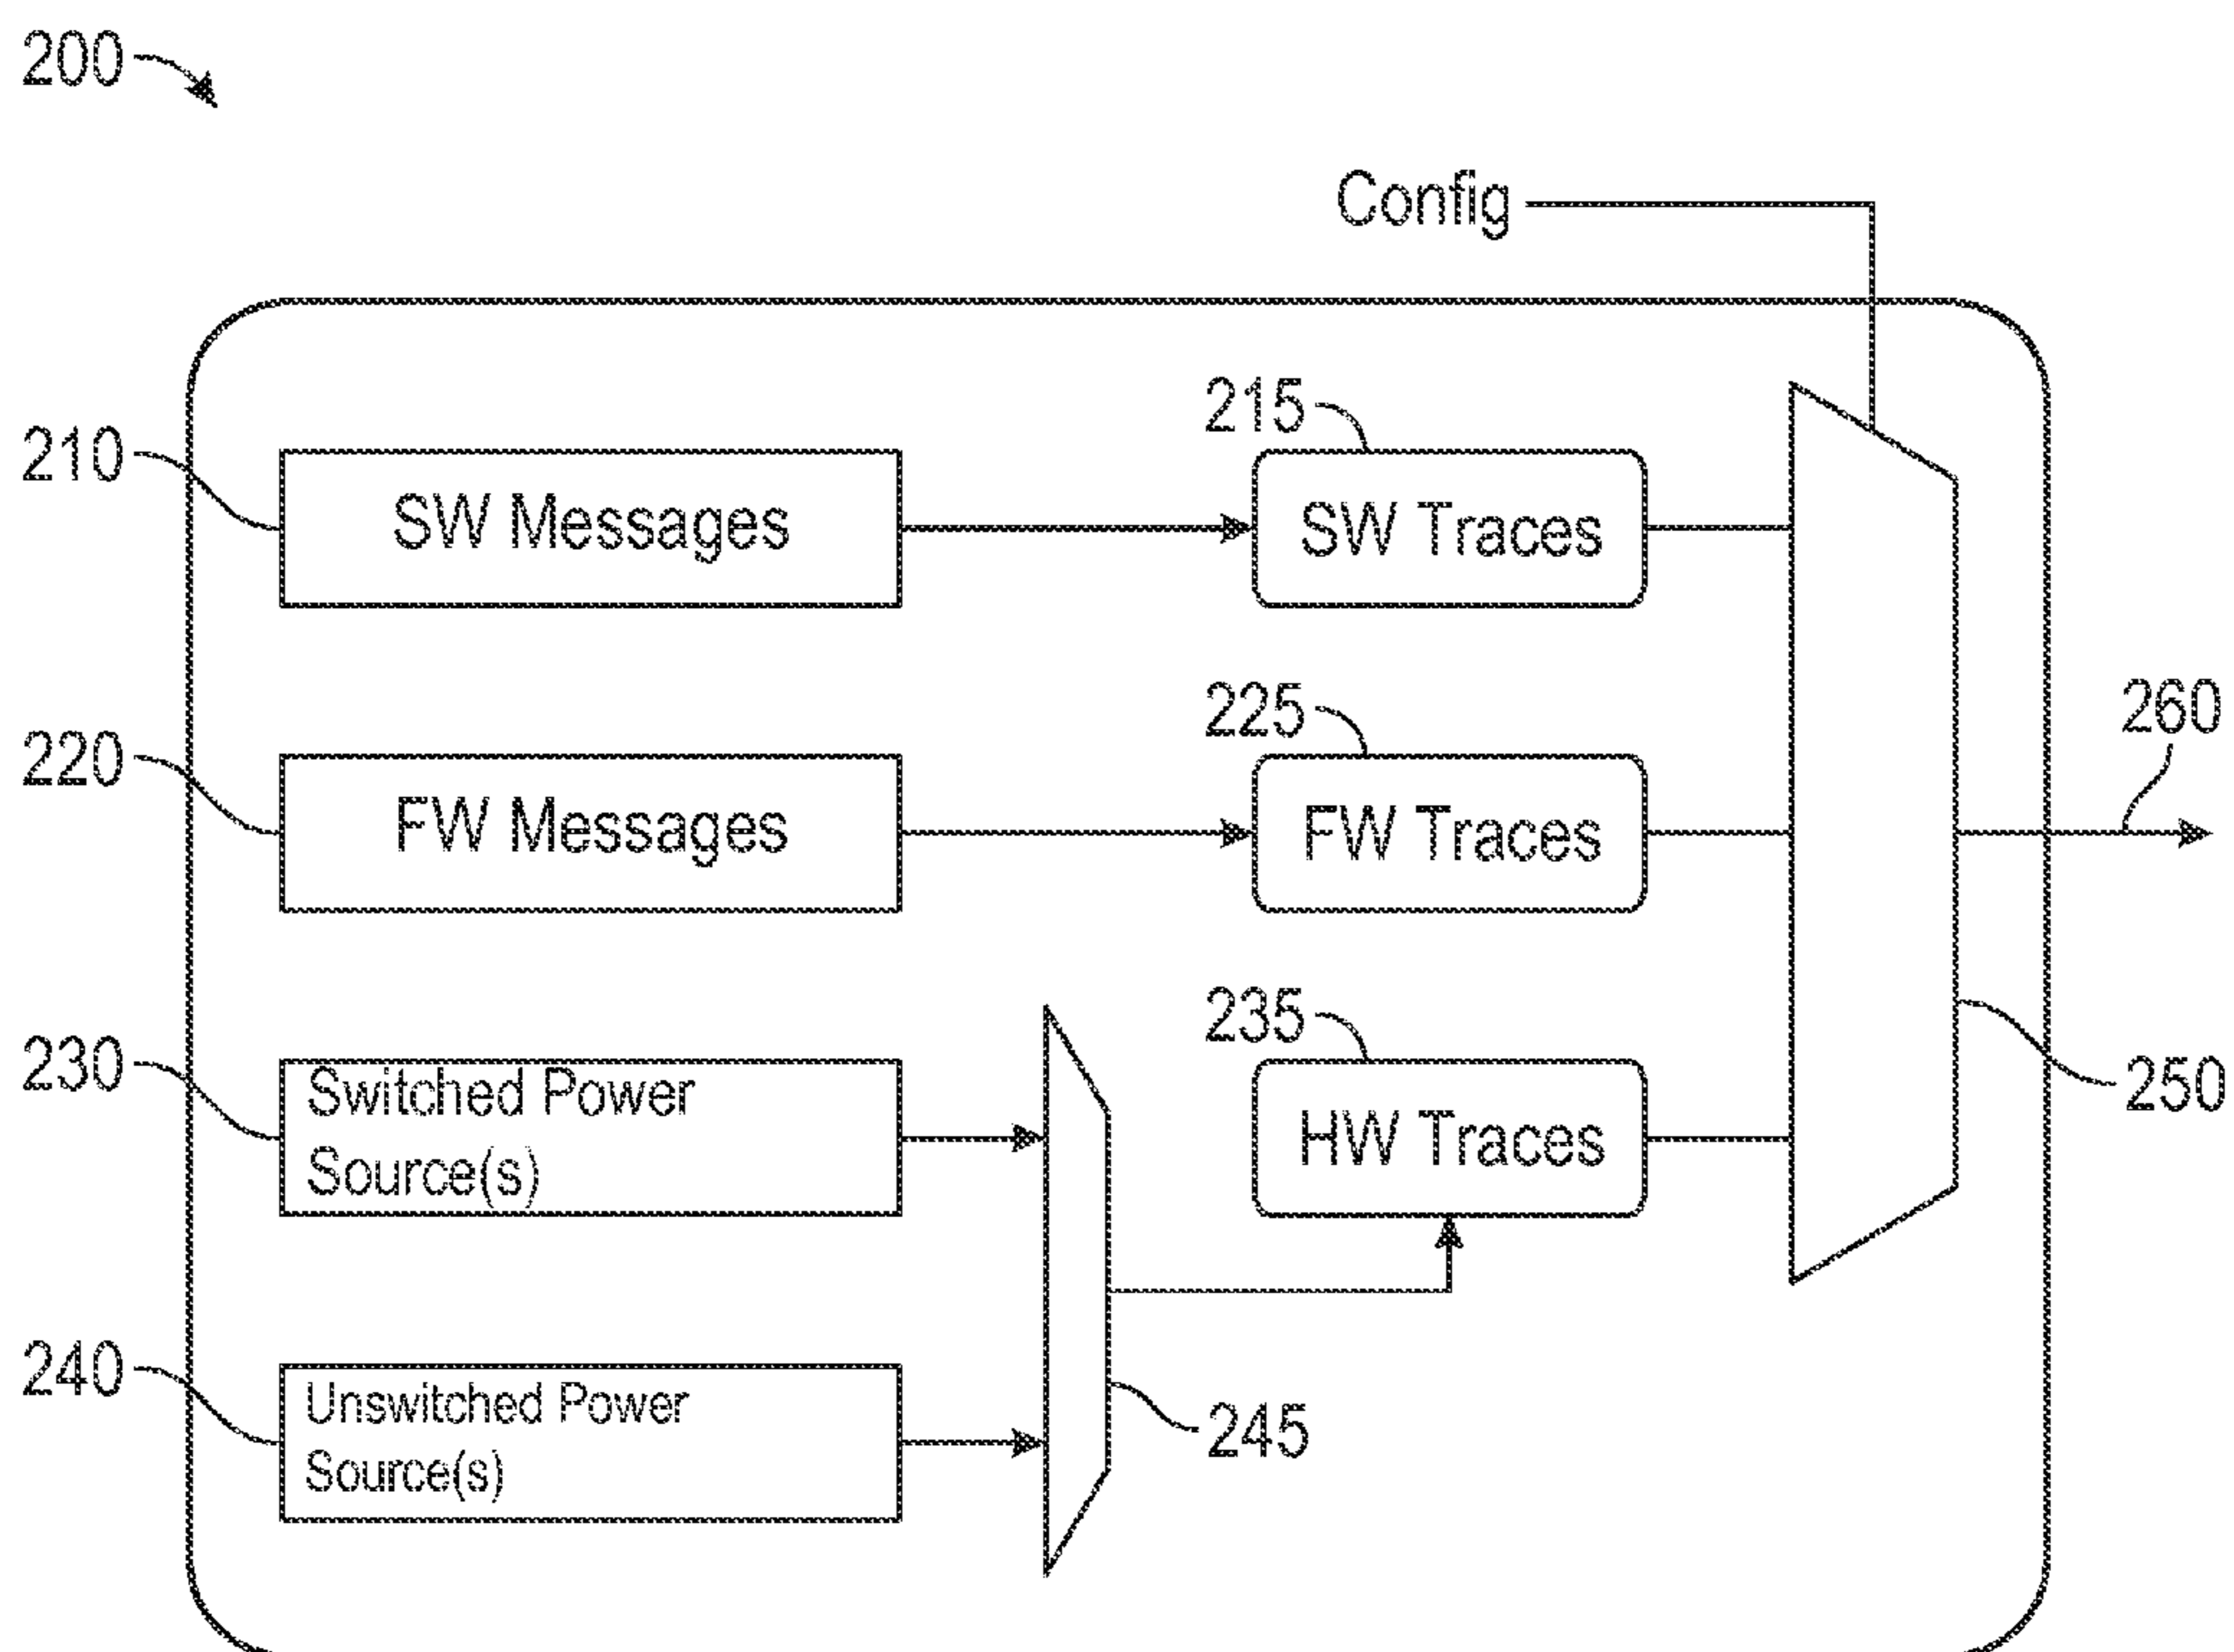 200
Config
215
210
SW Messages
SW Traces
225
260
220
FW Messages
FW Traces
235
230
Switched Power
Source(s)
HW Traces
250
240
Unswitched Power
Source(s)
245